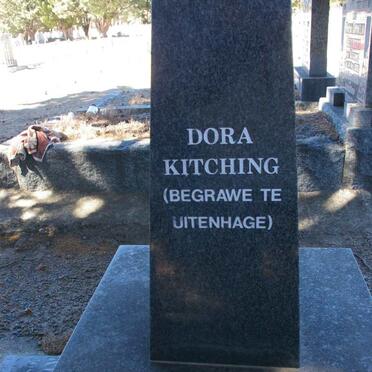 DORA
KITCHING
(BEGRAWE TE
UITENHAGE)